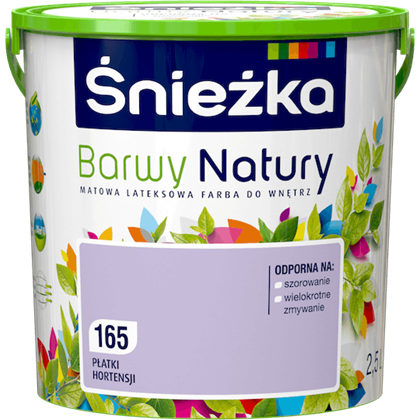 Śnieżka
Barwy Natury
MATOWA LATEKSOWA FARBA DO WNĘTRZ
ODPORNA NA:
szorowanie
wielokrotne
zmywanie
165
PŁATKI
HORTENSJI
2,5 L